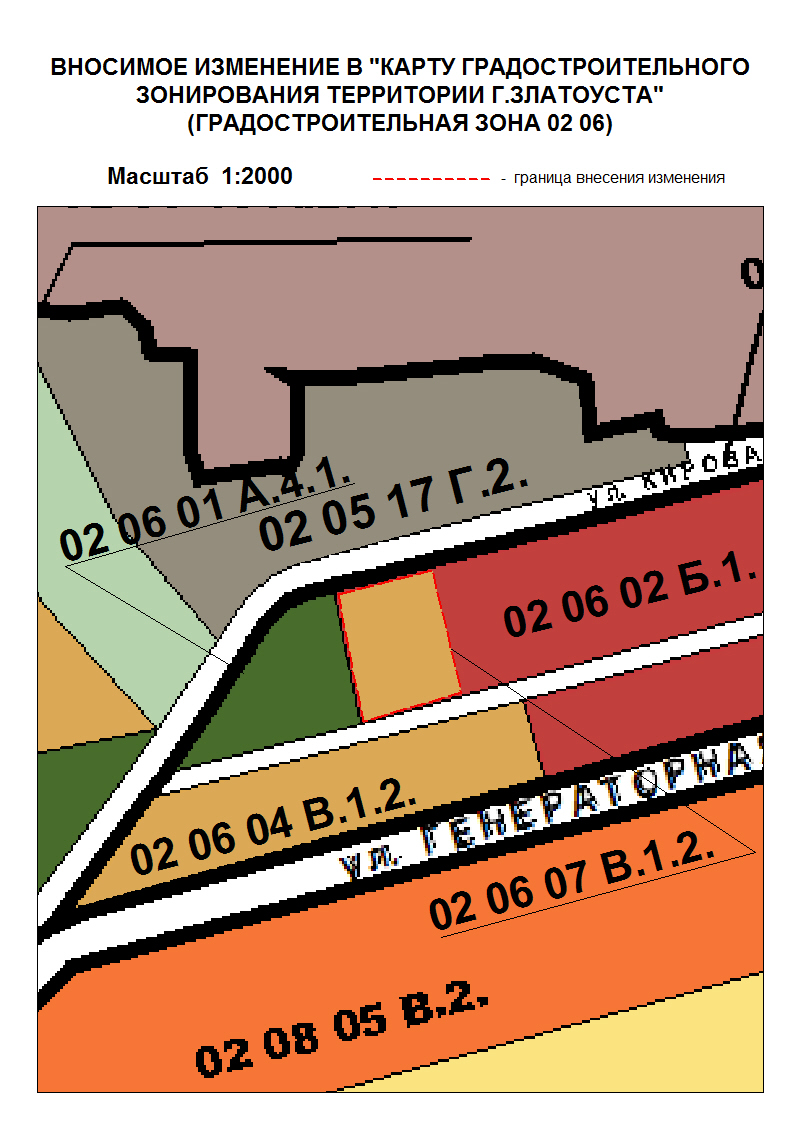 ВНОСИМОЕ ИЗМЕНЕНИЕ В "КАРТУ ГРАДОСТРОИТЕЛЬНОГО
ЗОНИРОВАНИЯ ТЕРРИТОРИИ Г.ЗЛАТОУСТА"
(ГРАДОСТРОИТЕЛЬНАЯ ЗОНА 02 06)
Масштаб 1:2000
- граница внесения изменения
02 06 01 А.4.1.
02 05 17 Г.2.
ул. КИРОВА
02 06 02 Б.1.
02 06 04 В.1.2.
ул. ГЕНЕРАТОРНАЯ
02 06 07 В.1.2.
02 08 05 В.2.